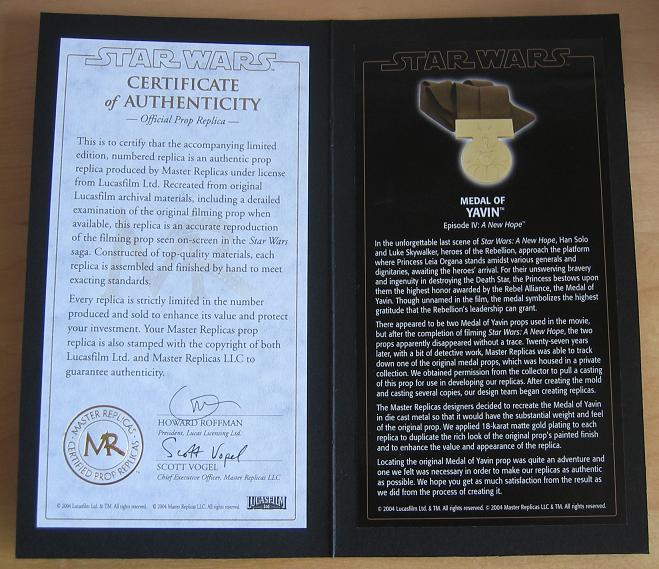 STAR WARS
CERTIFICATE
of AUTHENTICITY
— Official Prop Replica —
This is to certify that the accompanying limited
edition, numbered replica is an authentic prop
replica produced by Master Replicas under license
from Lucasfilm Ltd. Recreated from original
Lucasfilm archival materials, including a detailed
examination of the original filming prop when
available, this replica is an accurate reproduction
of the filming prop seen on-screen in the Star Wars
saga. Constructed of top-quality materials, each
replica is assembled and finished by hand to meet
exacting standards.
Every replica is strictly limited in the number
produced and sold to enhance its value and protect
your investment. Your Master Replicas prop
replica is also stamped with the copyright of both
Lucasfilm Ltd. and Master Replicas LLC to
guarantee authenticity.
· MASTER REPLICAS ·
MR
CERTIFIED PROP REPLICA
HOWARD ROFFMAN
President, Lucas Licensing Ltd.
Scott Vogel
SCOTT VOGEL
Chief Executive Officer, Master Replicas LLC
© 2004 Lucasfilm Ltd. & TM. All rights reserved. © 2004 Master Replicas LLC. All rights reserved.
LUCASFILM
Ltd
STAR WARS
MEDAL OF
YAVIN™
Episode IV: A New Hope™
In the unforgettable last scene of Star Wars: A New Hope, Han Solo
and Luke Skywalker, heroes of the Rebellion, approach the platform
where Princess Leia Organa stands amidst various generals and
dignitaries, awaiting the heroes' arrival. For their unswerving bravery
and ingenuity in destroying the Death Star, the Princess bestows upon
them the highest honor awarded by the Rebel Alliance, the Medal of
Yavin. Though unnamed in the film, the medal symbolizes the highest
gratitude that the Rebellion's leadership can grant.
There appeared to be two Medal of Yavin props used in the movie,
but after the completion of filming Star Wars: A New Hope, the two
props apparently disappeared without a trace. Twenty-seven years
later, with a bit of detective work, Master Replicas was able to track
down one of the original medal props, which was housed in a private
collection. We obtained permission from the collector to pull a casting
of this prop for use in developing our replicas. After creating the mold
and casting several copies, our design team began creating replicas.
The Master Replicas designers decided to recreate the Medal of Yavin
in die cast metal so that it would have the substantial weight and feel
of the original prop. We applied 18-karat matte gold plating to each
replica to duplicate the rich look of the original prop's painted finish
and to enhance the value and appearance of the replica.
Locating the original Medal of Yavin prop was quite an adventure and
one we felt was necessary in order to make our replicas as authentic
as possible. We hope you get as much satisfaction from the result as
we did from the process of creating it.
© 2004 Lucasfilm Ltd. & TM. All rights reserved. © 2004 Master Replicas LLC & TM. All rights reserved.